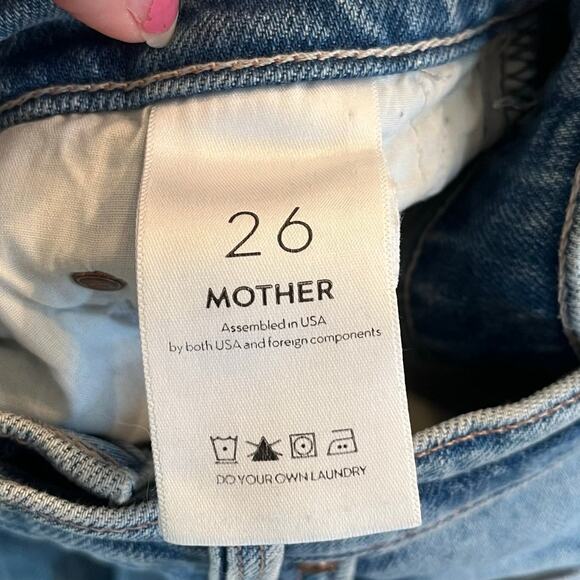 26
MOTHER
Assembled in USA
by both USA and foreign components
DO YOUR OWN LAUNDRY